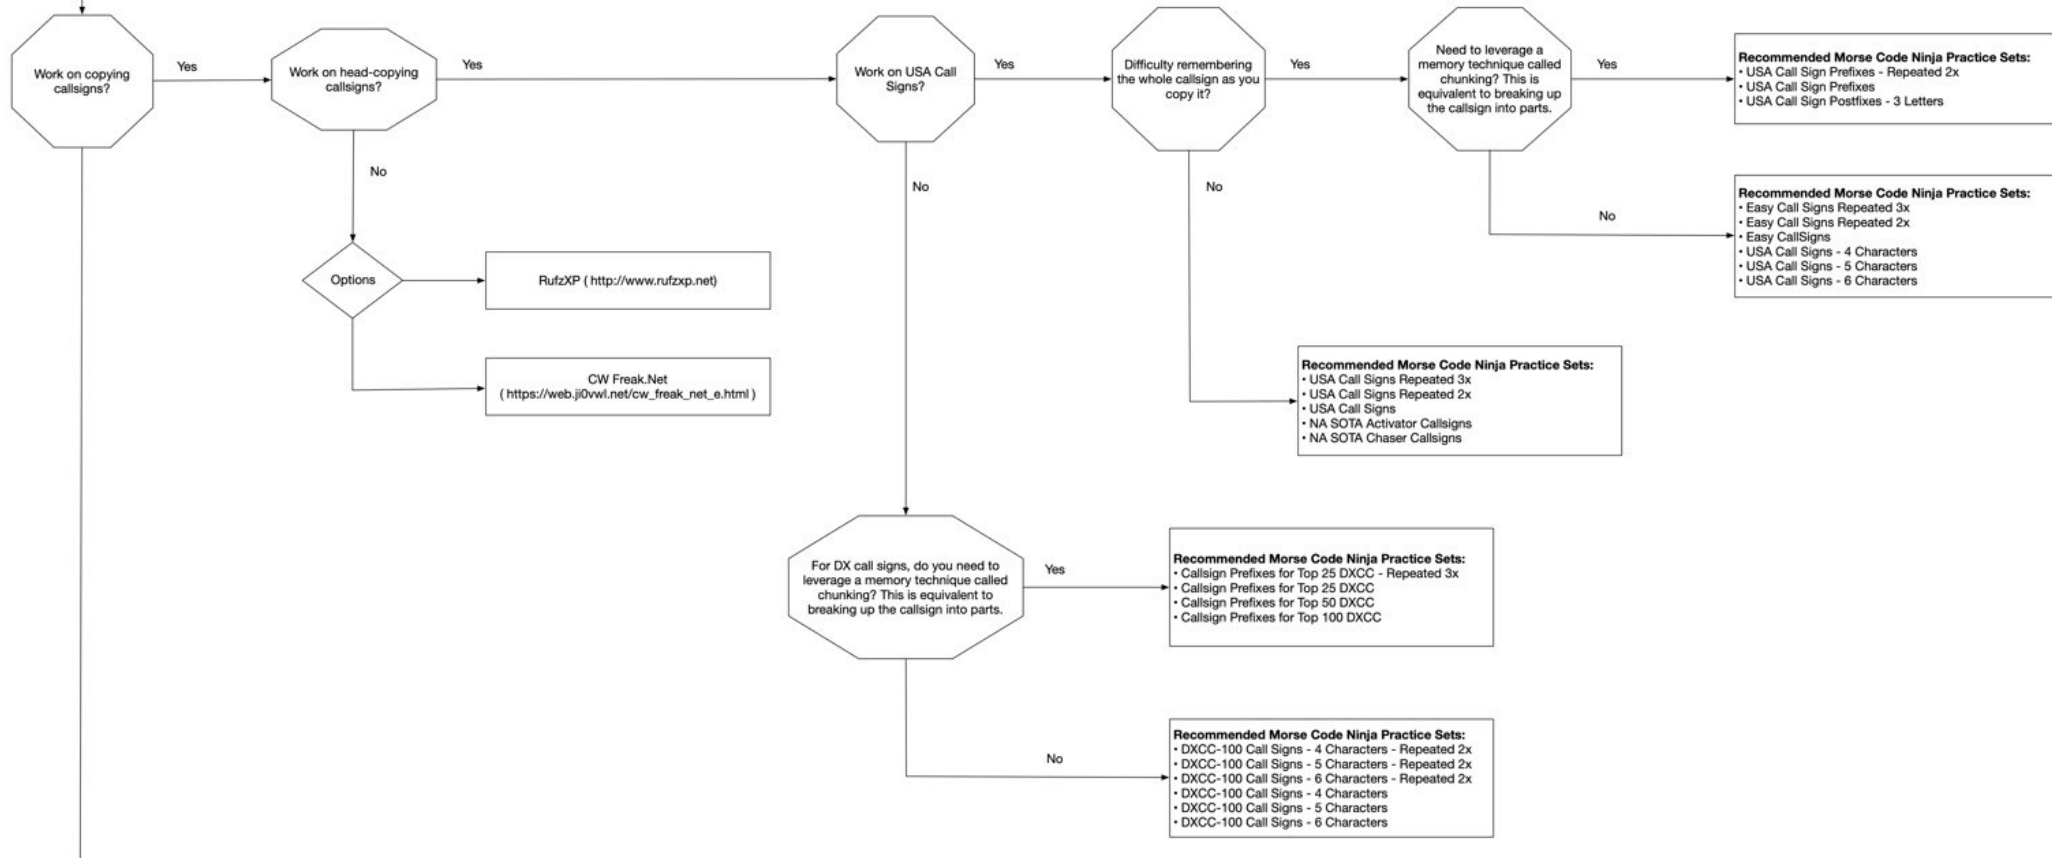 Work on copying
callsigns?
Yes
Work on head-copying
callsigns?
Yes
No
Options
RufzXP ( http://www.rufzxp.net)
CW Freak.Net
( https://web.ji0vwl.net/cw_freak_net_e.html )
Work on USA Call
Signs?
Yes
No
Difficulty remembering
the whole callsign as you
copy it?
Yes
No
Need to leverage a
memory technique called
chunking? This is
equivalent to breaking up
the callsign into parts.
Yes
Recommended Morse Code Ninja Practice Sets:
• USA Call Sign Prefixes - Repeated 2x
• USA Call Sign Prefixes
• USA Call Sign Postfixes - 3 Letters
No
Recommended Morse Code Ninja Practice Sets:
• Easy Call Signs Repeated 3x
• Easy Call Signs Repeated 2x
• Easy CallSigns
• USA Call Signs - 4 Characters
• USA Call Signs - 5 Characters
• USA Call Signs - 6 Characters
Recommended Morse Code Ninja Practice Sets:
• USA Call Signs Repeated 3x
• USA Call Signs Repeated 2x
• USA Call Signs
• NA SOTA Activator Callsigns
• NA SOTA Chaser Callsigns
For DX call signs, do you need to
leverage a memory technique called
chunking? This is equivalent to
breaking up the callsign into parts.
Yes
Recommended Morse Code Ninja Practice Sets:
• Callsign Prefixes for Top 25 DXCC - Repeated 3x
• Callsign Prefixes for Top 25 DXCC
• Callsign Prefixes for Top 50 DXCC
• Callsign Prefixes for Top 100 DXCC
No
Recommended Morse Code Ninja Practice Sets:
• DXCC-100 Call Signs - 4 Characters - Repeated 2x
• DXCC-100 Call Signs - 5 Characters - Repeated 2x
• DXCC-100 Call Signs - 6 Characters - Repeated 2x
• DXCC-100 Call Signs - 4 Characters
• DXCC-100 Call Signs - 5 Characters
• DXCC-100 Call Signs - 6 Characters